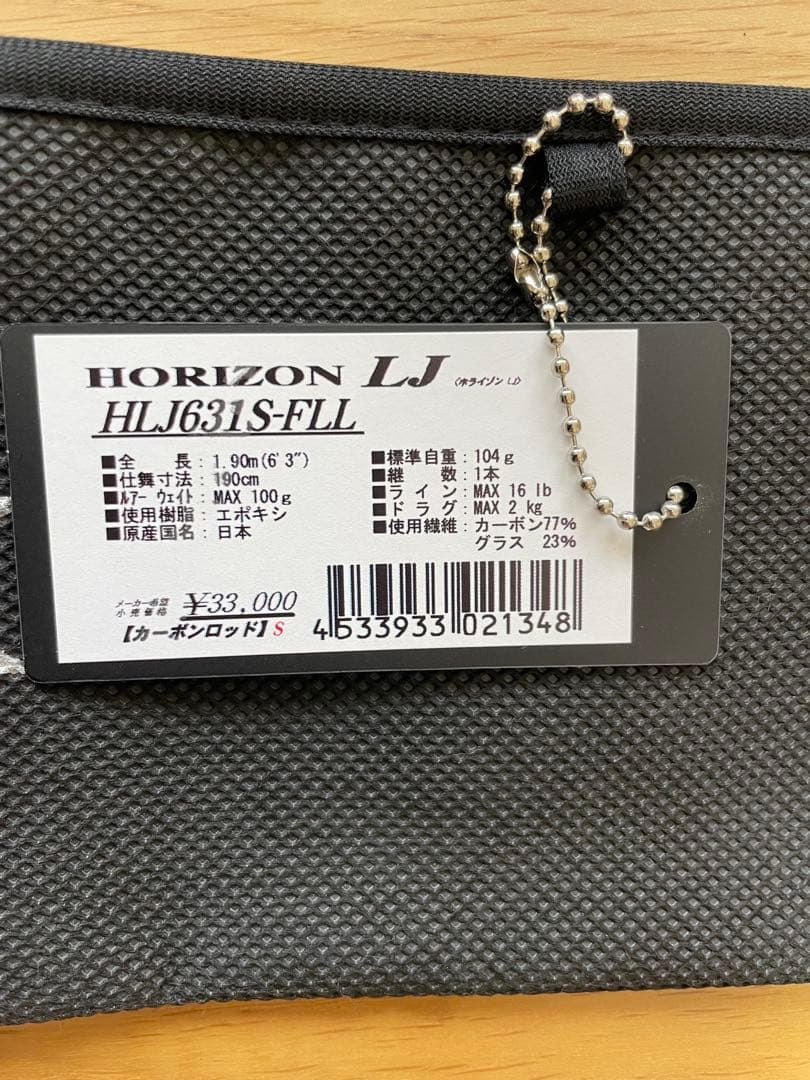 HORIZON LJ 〈ホライゾン LJ〉
HLJ631S-FLL
■全 長：1.90m(6'3")
■仕舞寸法：190cm
■ﾙｱｰ ｳｪｲﾄ：MAX 100g
■使用樹脂：エポキシ
■原産国名：日本
■標準自重：104g
■継 数：1本
■ラ イ ン：MAX 16 lb
■ド ラ グ：MAX 2 kg
■使用繊維：カーボン77%
グラス 23%
メーカー希望
小売価格 ¥33,000
【カーボンロッド】S
4533933021348